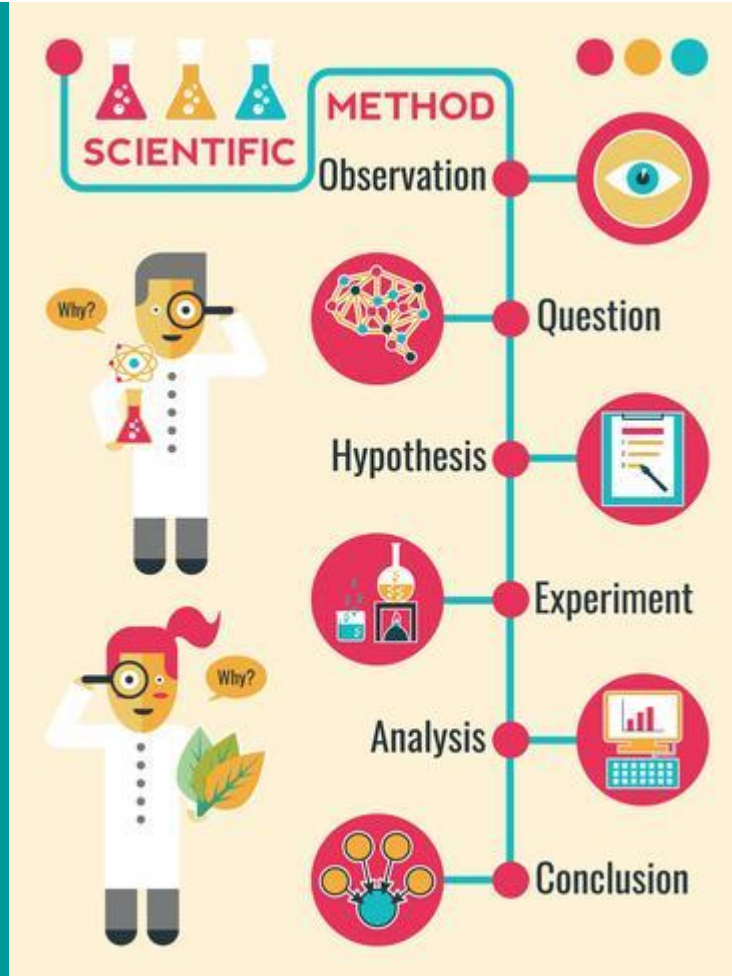 SCIENTIFIC
METHOD
Observation
Question
Hypothesis
Experiment
Analysis
Conclusion
Why?
Why?